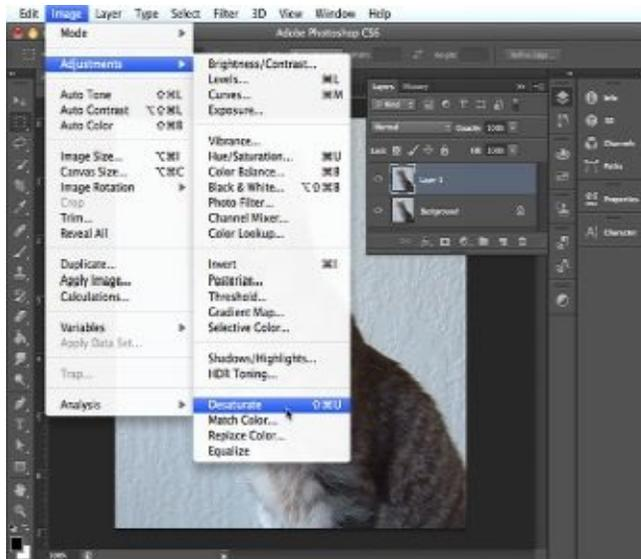 Edit Image Layer Type Select Filter 3D View Window Help
Adobe Photoshop CS6
Mode
Adjustments
Auto Tone ⇧⌘L
Auto Contrast ⌥⇧⌘L
Auto Color ⇧⌘B
Image Size... ⌥⌘I
Canvas Size... ⌥⌘C
Image Rotation
Crop
Trim...
Reveal All
Duplicate...
Apply Image...
Calculations...
Variables
Apply Data Set...
Trap...
Analysis
Brightness/Contrast...
Levels... ⌘L
Curves... ⌘M
Exposure...
Vibrance...
Hue/Saturation... ⌘U
Color Balance... ⌘B
Black & White... ⌥⇧⌘B
Photo Filter...
Channel Mixer...
Color Lookup...
Invert ⌘I
Posterize...
Threshold...
Gradient Map...
Selective Color...
Shadows/Highlights...
HDR Toning...
Desaturate ⇧⌘U
Match Color...
Replace Color...
Equalize
Layers History
Kind
Normal Opacity: 100%
Lock: Fill: 100%
Layer 1
Background
Info
Channels
Paths
Properties
Character
100%